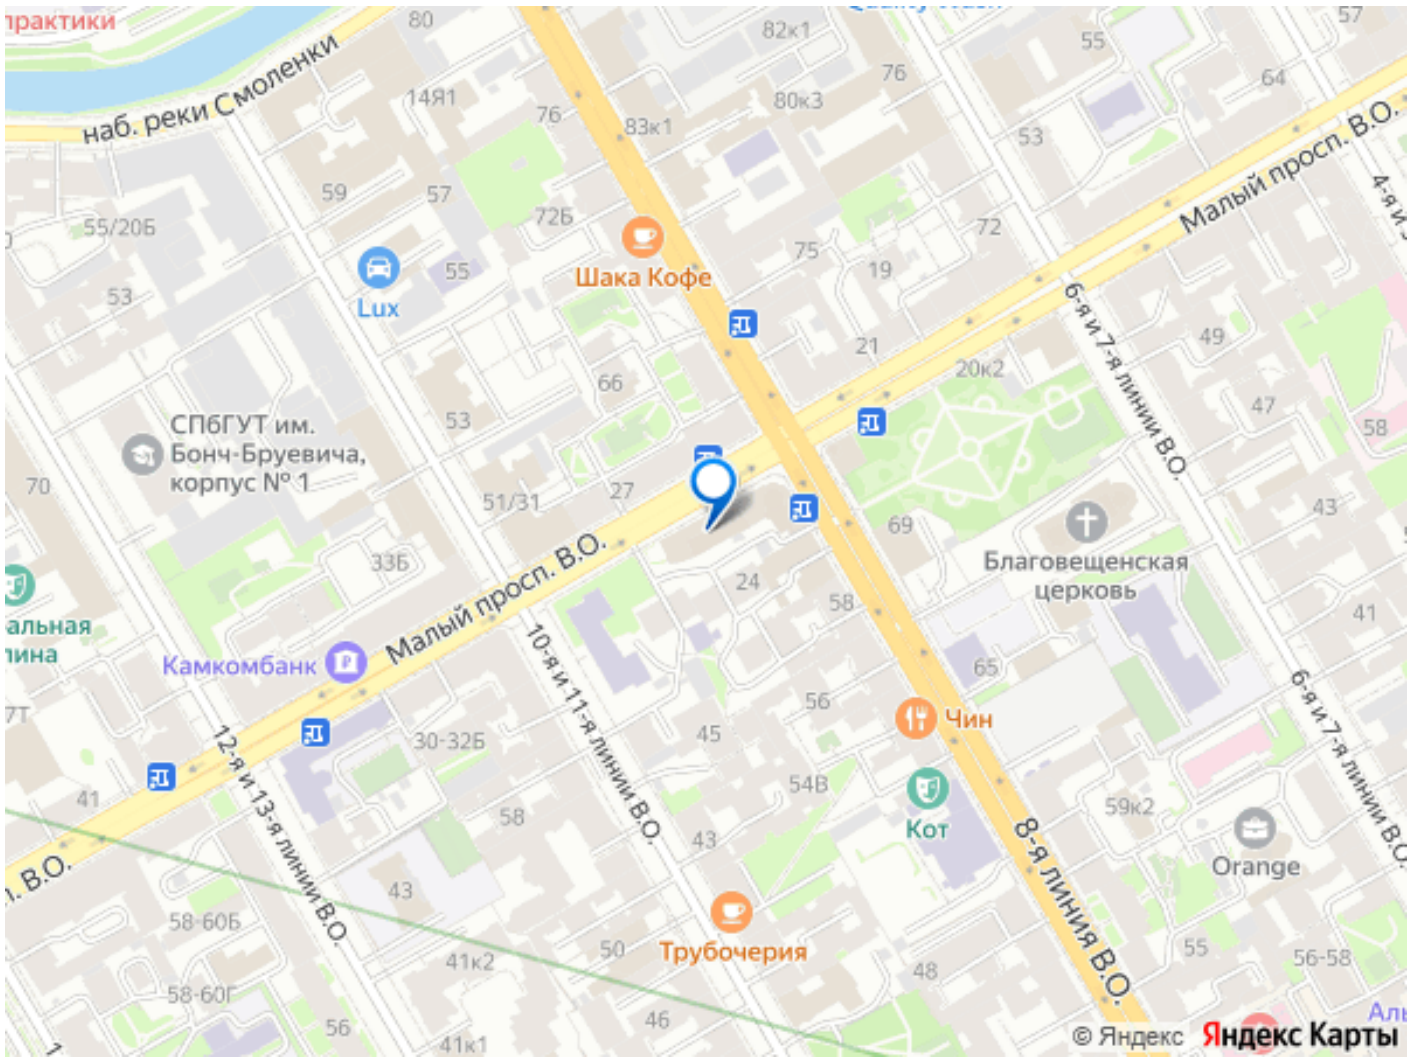 практики
80
82к1
57
55
76
64
наб. реки Смоленки
14Я1
76
80к3
83к1
53
Малый просп. В.О.
4-я и
59
57
72Б
55/20Б
72
75
19
Шака Кофе
55
Lux
53
6-я и 7-я линии В.О.
49
21
20к2
66
47
53
58
СПбГУТ им.
Бонч-Бруевича,
корпус № 1
70
27
51/31
43
69
Благовещенская
церковь
33Б
Малый просп. В.О.
24
58
41
альная
лина
Камкомбанк
10-я и 11-я линии В.О.
65
6-я и 7-я линии В.О.
7Т
56
Чин
12-я и 13-я линии В.О.
30-32Б
45
54В
41
58
59к2
Кот
43
8-я линия В.О.
Orange
п. В.О.
43
58-60Б
Трубочерия
50
41к2
48
55
56-58
58-60Г
56
46
41к1
1
Аль
© Яндекс Яндекс Карты